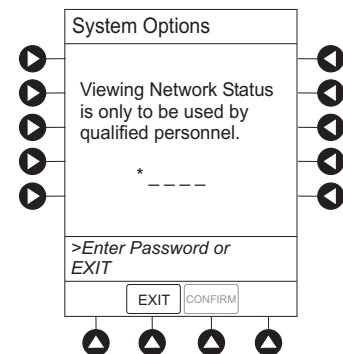 System Options
Viewing Network Status
is only to be used by
qualified personnel.
*_ _ _ _
>Enter Password or
EXIT
EXIT CONFIRM